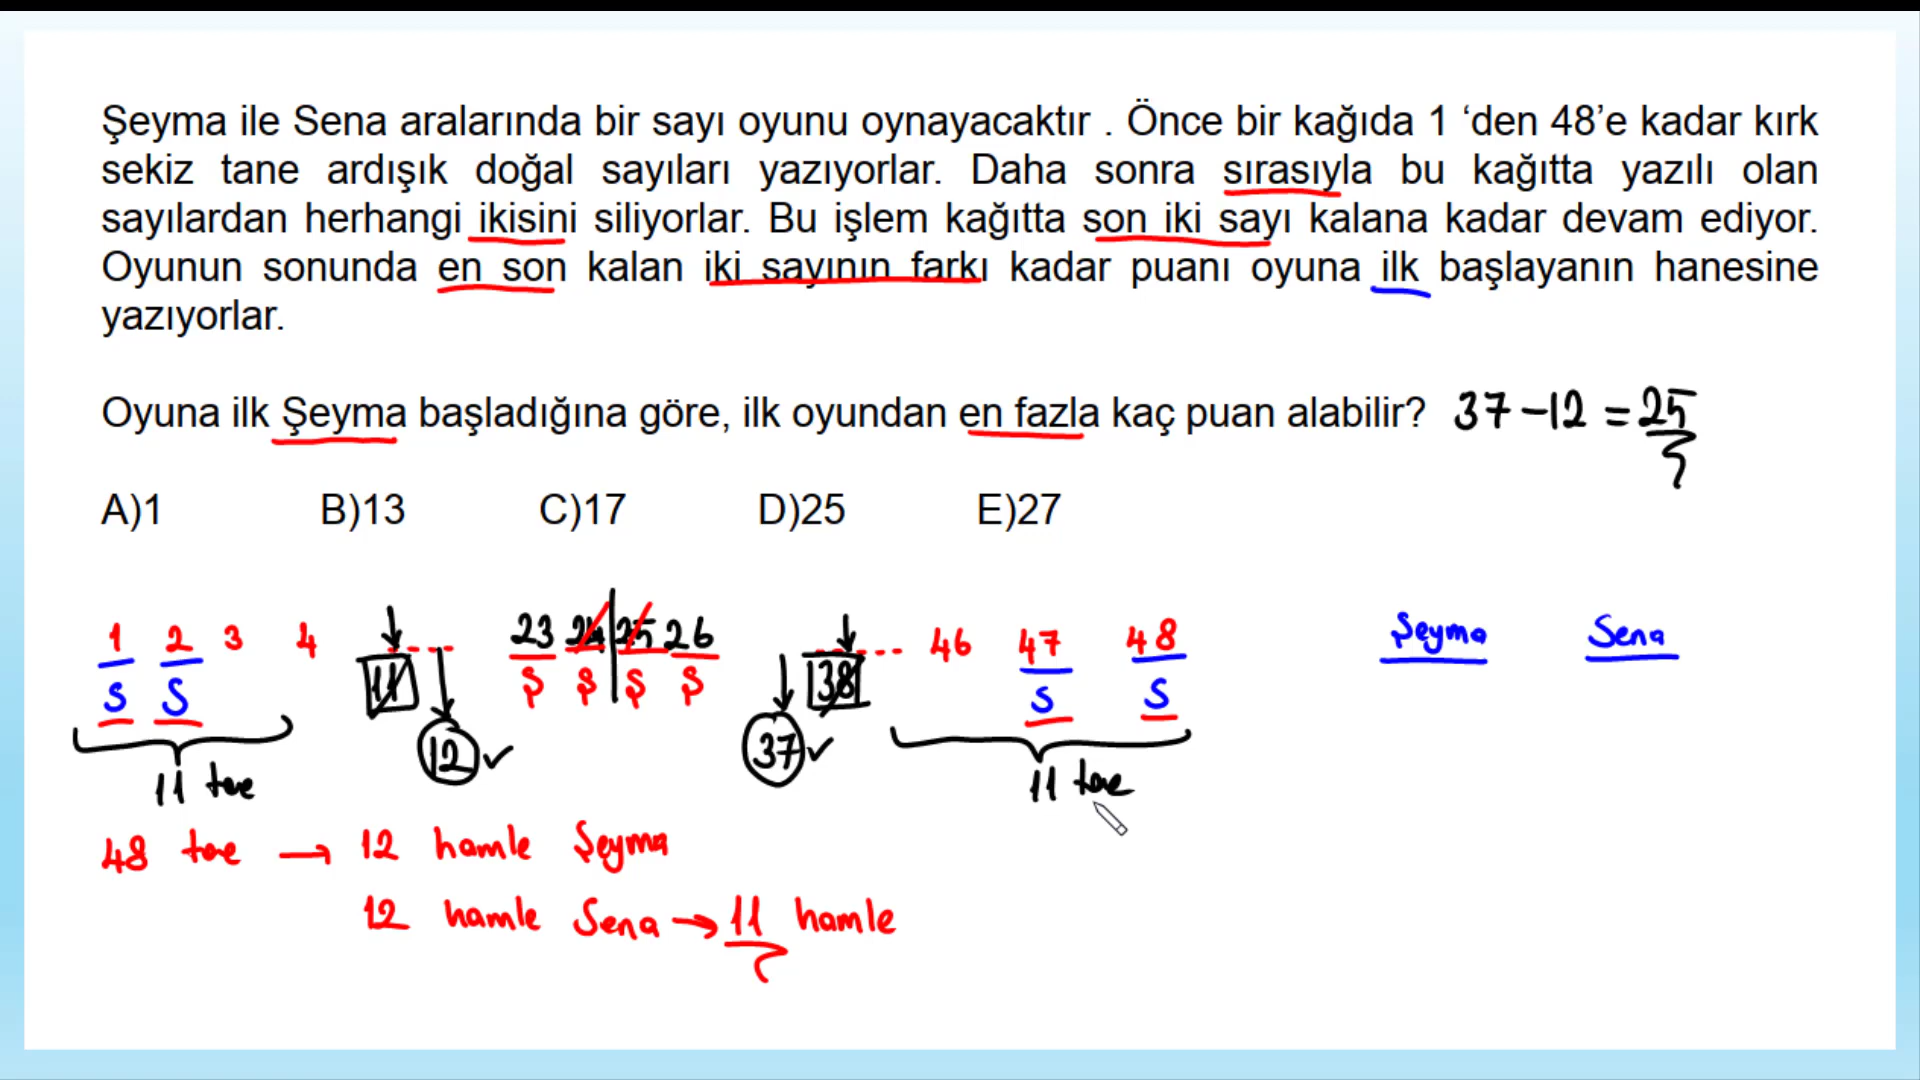 Şeyma ile Sena aralarında bir sayı oyunu oynayacaktır . Önce bir kağıda 1 ‘den 48’e kadar kırk
sekiz tane ardışık doğal sayıları yazıyorlar. Daha sonra sırasıyla bu kağıtta yazılı olan
sayılardan herhangi ikisini siliyorlar. Bu işlem kağıtta son iki sayı kalana kadar devam ediyor.
Oyunun sonunda en son kalan iki sayının farkı kadar puanı oyuna ilk başlayanın hanesine
yazıyorlar.
Oyuna ilk Şeyma başladığına göre, ilk oyundan en fazla kaç puan alabilir? 37-12=25
A)1 B)13 C)17 D)25 E)27
1 2 3 4 ---- 23 24 25 26 ----- 46 47 48 Şeyma Sena
S S 11 Ş Ş Ş Ş 38 S S
12 ✓ 37 ✓
11 tane 11 tane
48 tane → 12 hamle Şeyma
12 hamle Sena → 11 hamle